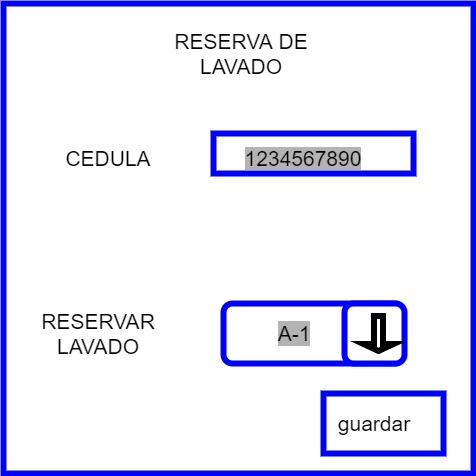 RESERVA DE
LAVADO
CEDULA
1234567890
RESERVAR
LAVADO
A-1
guardar